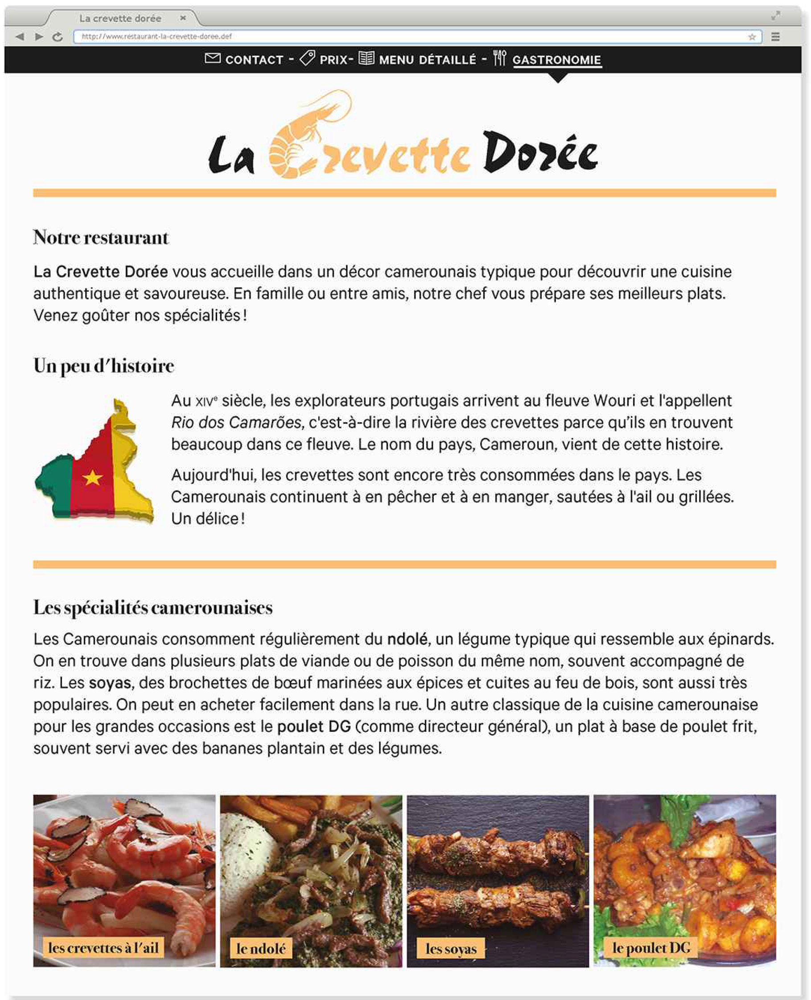 La crevette dorée ×
http://www.restaurant-la-crevette-doree.def
CONTACT - PRIX- MENU DÉTAILLÉ - GASTRONOMIE
La Crevette Dorée
Notre restaurant
La Crevette Dorée vous accueille dans un décor camerounais typique pour découvrir une cuisine
authentique et savoureuse. En famille ou entre amis, notre chef vous prépare ses meilleurs plats.
Venez goûter nos spécialités !
Un peu d'histoire
Au XIVe siècle, les explorateurs portugais arrivent au fleuve Wouri et l'appellent
Rio dos Camarões, c'est-à-dire la rivière des crevettes parce qu’ils en trouvent
beaucoup dans ce fleuve. Le nom du pays, Cameroun, vient de cette histoire.
Aujourd'hui, les crevettes sont encore très consommées dans le pays. Les
Camerounais continuent à en pêcher et à en manger, sautées à l'ail ou grillées.
Un délice !
Les spécialités camerounaises
Les Camerounais consomment régulièrement du ndolé, un légume typique qui ressemble aux épinards.
On en trouve dans plusieurs plats de viande ou de poisson du même nom, souvent accompagné de
riz. Les soyas, des brochettes de bœuf marinées aux épices et cuites au feu de bois, sont aussi très
populaires. On peut en acheter facilement dans la rue. Un autre classique de la cuisine camerounaise
pour les grandes occasions est le poulet DG (comme directeur général), un plat à base de poulet frit,
souvent servi avec des bananes plantain et des légumes.
les crevettes à l'ail
le ndolé
les soyas
le poulet DG